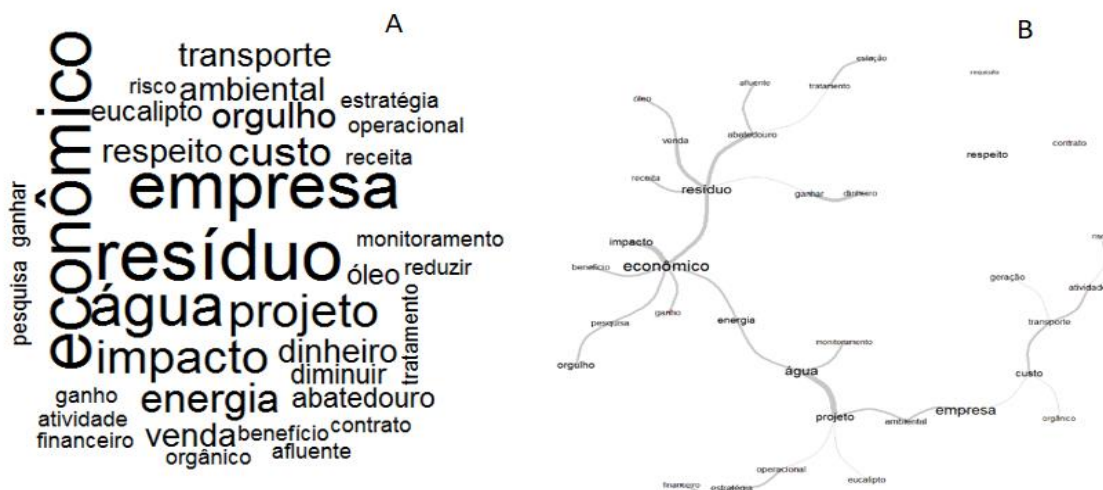 A
econômico
transporte
risco ambiental
eucalipto orgulho estratégia
operacional
respeito custo receita
pesquisa ganhar
empresa
resíduo monitoramento
óleo reduzir
água projeto tratamento
impacto dinheiro
diminuir
ganho energia abatedouro
atividade
financeiro venda benefício contrato
orgânico afluente
B
estação
afluente tratamento
óleo
abatedouro
venda
contrato
respeito
receita resíduo ganhar dinheiro
impacto
benefício econômico
geração
atividade
ganho energia
pesquisa transporte
monitoramento
orgulho água custo
projeto ambiental empresa orgânico
operacional
eucalipto
financeiro estratégia